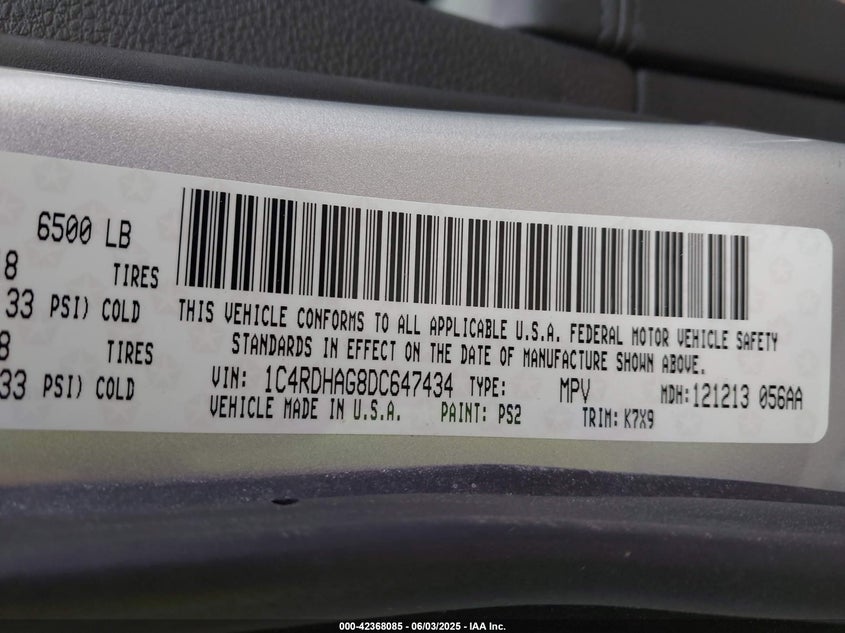 6500 LB
8 TIRES
33 PSI) COLD
8 TIRES
33 PSI) COLD
THIS VEHICLE CONFORMS TO ALL APPLICABLE U.S.A. FEDERAL MOTOR VEHICLE SAFETY
STANDARDS IN EFFECT ON THE DATE OF MANUFACTURE SHOWN ABOVE.
VIN: 1C4RDHAG8DC647434 TYPE: MPV MDH: 121213 056AA
VEHICLE MADE IN U.S.A. PAINT: PS2 TRIM: K7X9
000-42368085 - 06/03/2025 - IAA Inc.